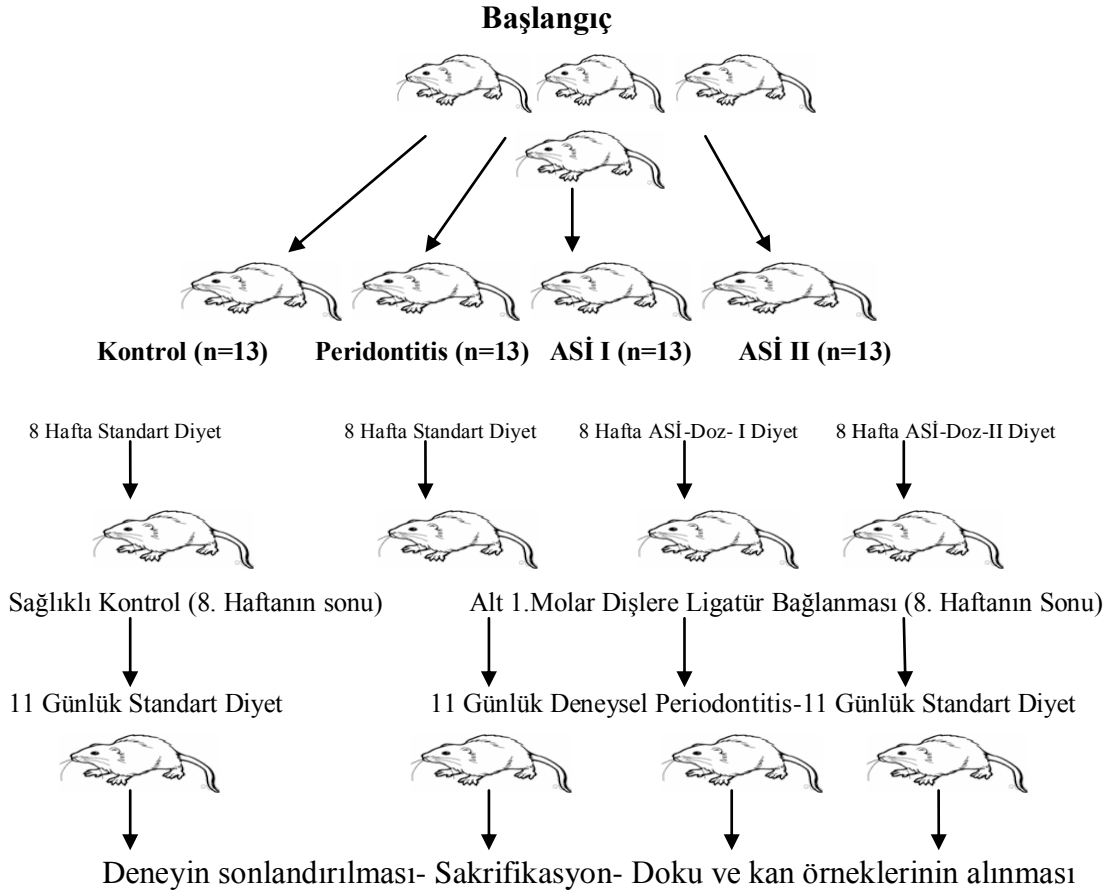 Başlangıç
Kontrol (n=13) Peridontitis (n=13) ASİ I (n=13) ASİ II (n=13)
8 Hafta Standart Diyet 8 Hafta Standart Diyet 8 Hafta ASİ-Doz- I Diyet 8 Hafta ASİ-Doz-II Diyet
Sağlıklı Kontrol (8. Haftanın sonu) Alt 1.Molar Dişlere Ligatür Bağlanması (8. Haftanın Sonu)
11 Günlük Standart Diyet 11 Günlük Deneysel Periodontitis-11 Günlük Standart Diyet
Deneyin sonlandırılması- Sakrifikasyon- Doku ve kan örneklerinin alınması